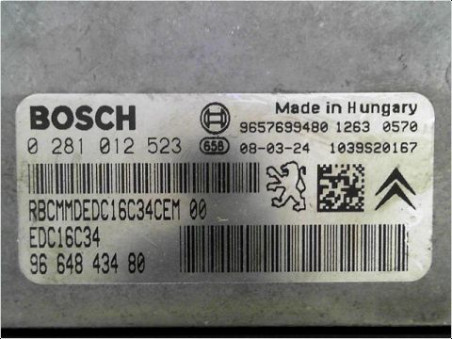 BOSCH
Made in Hungary
9657699480 1263 0570
0 281 012 523
658
08-03-24
1039S20167
RBCMMDEDC16C34CEM 00
EDC16C34
96 648 434 80